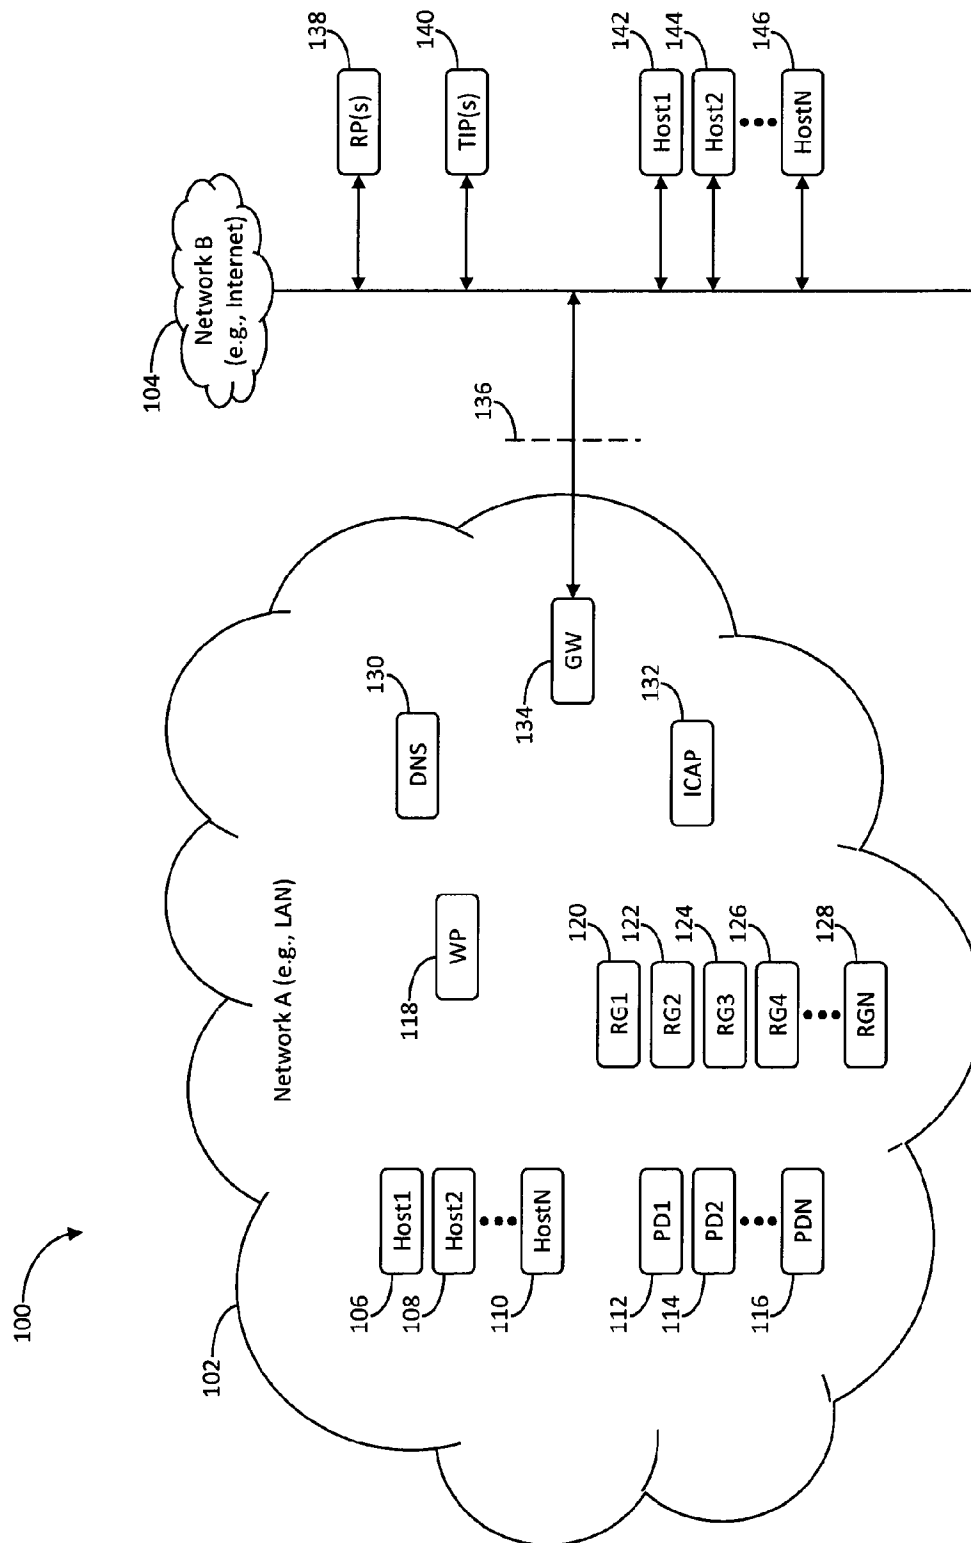 100
102
Network A (e.g., LAN)
104
Network B
(e.g., Internet)
106
Host1
108
Host2
110
HostN
112
PD1
114
PD2
116
PDN
118
WP
120
RG1
122
RG2
124
RG3
126
RG4
128
RGN
130
DNS
132
ICAP
134
GW
136
138
RP(s)
140
TIP(s)
142
Host1
144
Host2
146
HostN